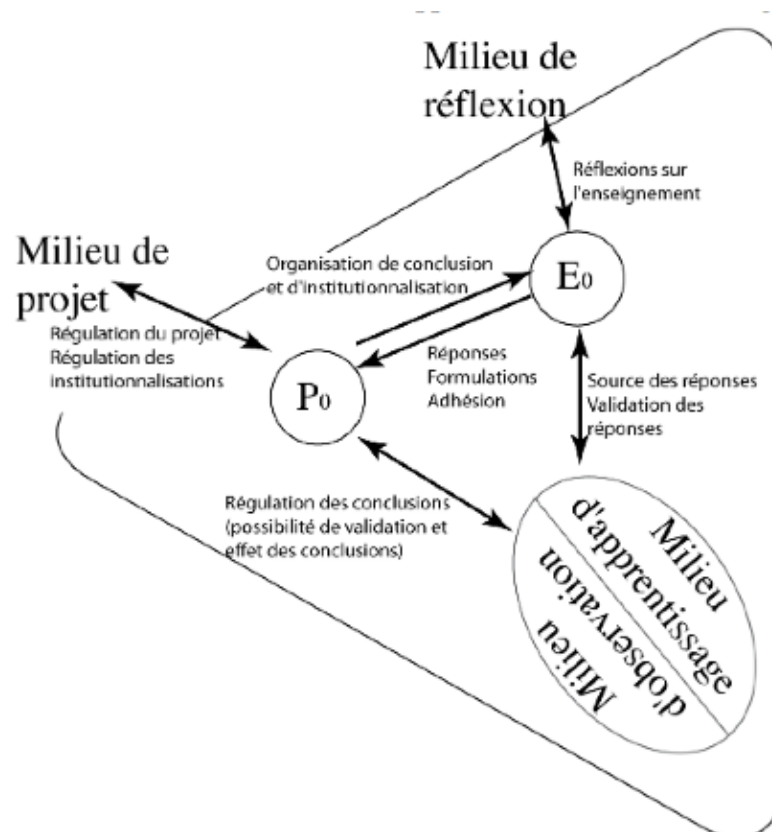 Milieu de
réflexion
Réflexions sur
l'enseignement
Milieu de
projet
Organisation de conclusion
et d'institutionnalisation
E0
Régulation du projet
Régulation des
institutionnalisations
Réponses
Formulations
Adhésion
P0
Source des réponses
Validation des
réponses
Régulation des conclusions
(possibilité de validation et
effet des conclusions)
Milieu
d'apprentissage
Milieu
d'observation